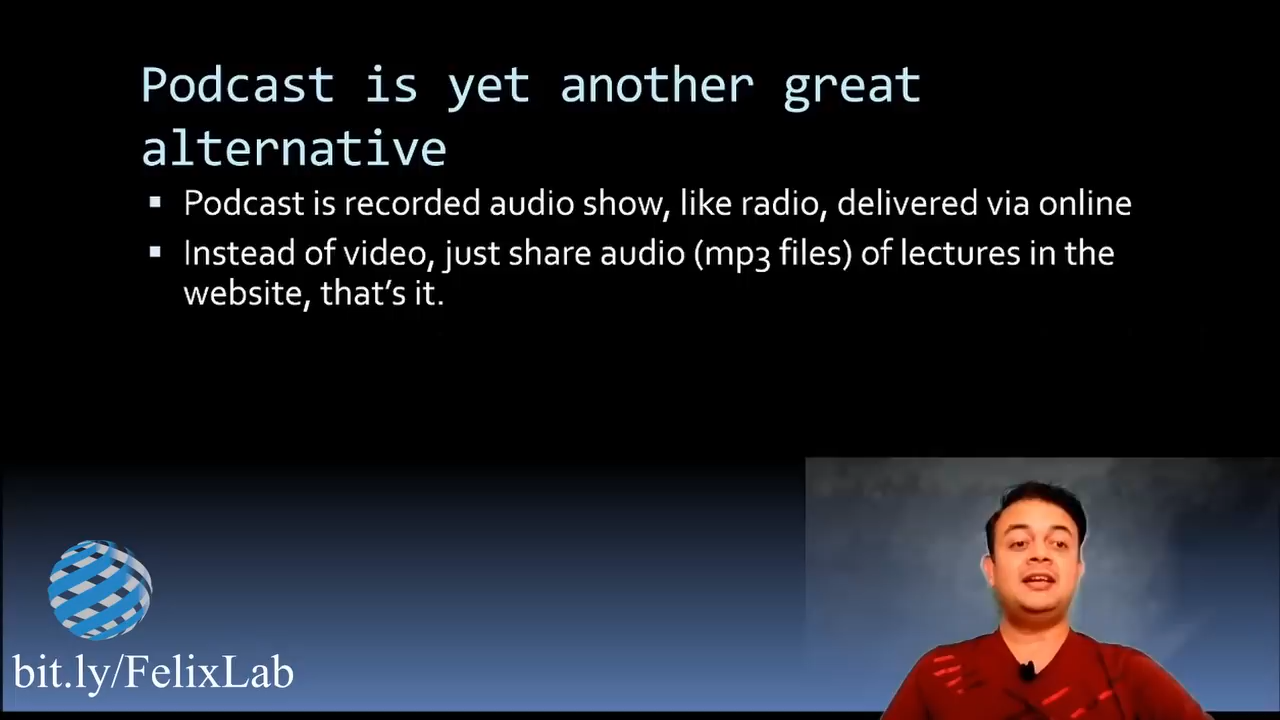 Podcast is yet another great
alternative
Podcast is recorded audio show, like radio, delivered via online
Instead of video, just share audio (mp3 files) of lectures in the
website, that’s it.
bit.ly/FelixLab